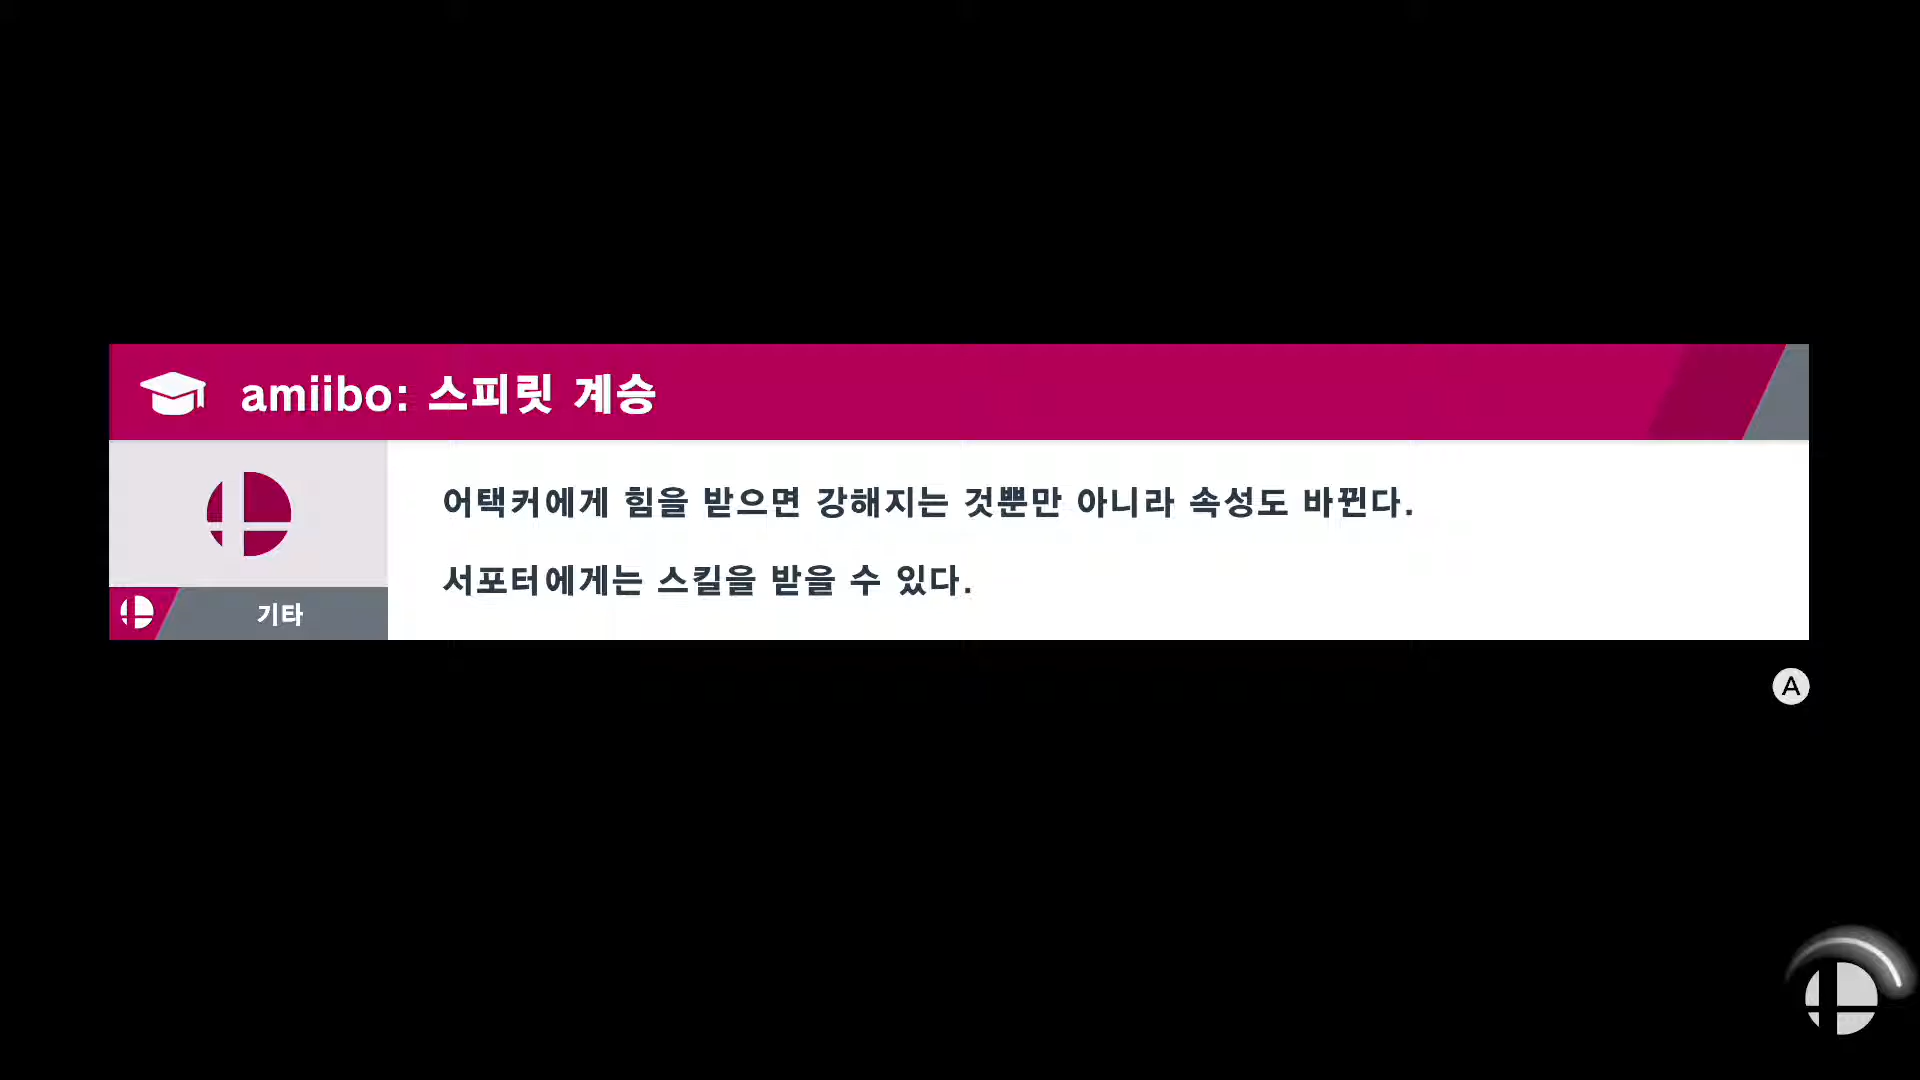 amiibo: 스피릿 계승
어택커에게 힘을 받으면 강해지는 것뿐만 아니라 속성도 바뀐다.
서포터에게는 스킬을 받을 수 있다.
기타
A